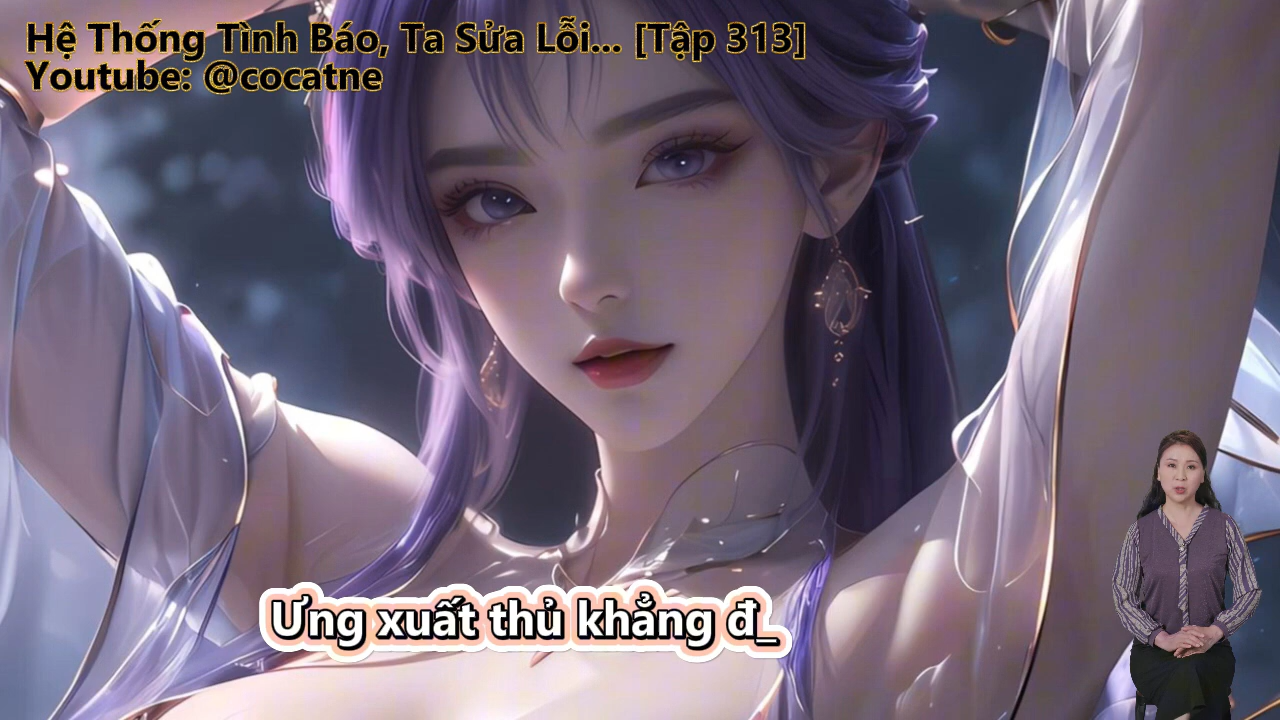 Hệ Thống Tình Báo, Ta Sửa Lỗi... [Tập 313]
Youtube: @cocatne
Ưng xuất thủ khẳng đ_